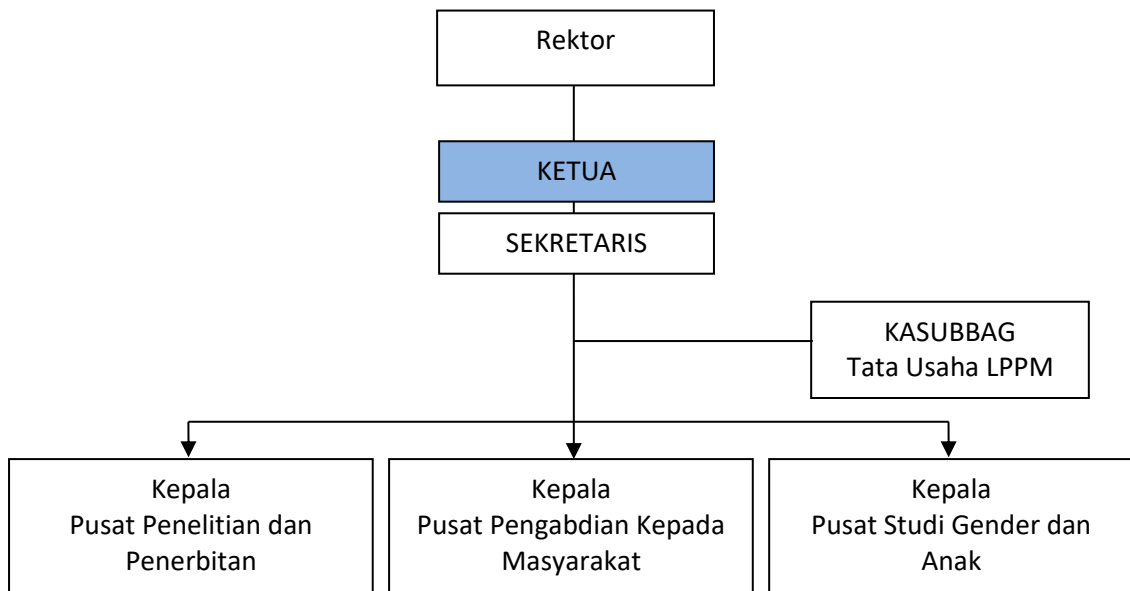 Rektor
KETUA
SEKRETARIS
KASUBBAG
Tata Usaha LPPM
Kepala
Pusat Penelitian dan
Penerbitan
Kepala
Pusat Pengabdian Kepada
Masyarakat
Kepala
Pusat Studi Gender dan
Anak